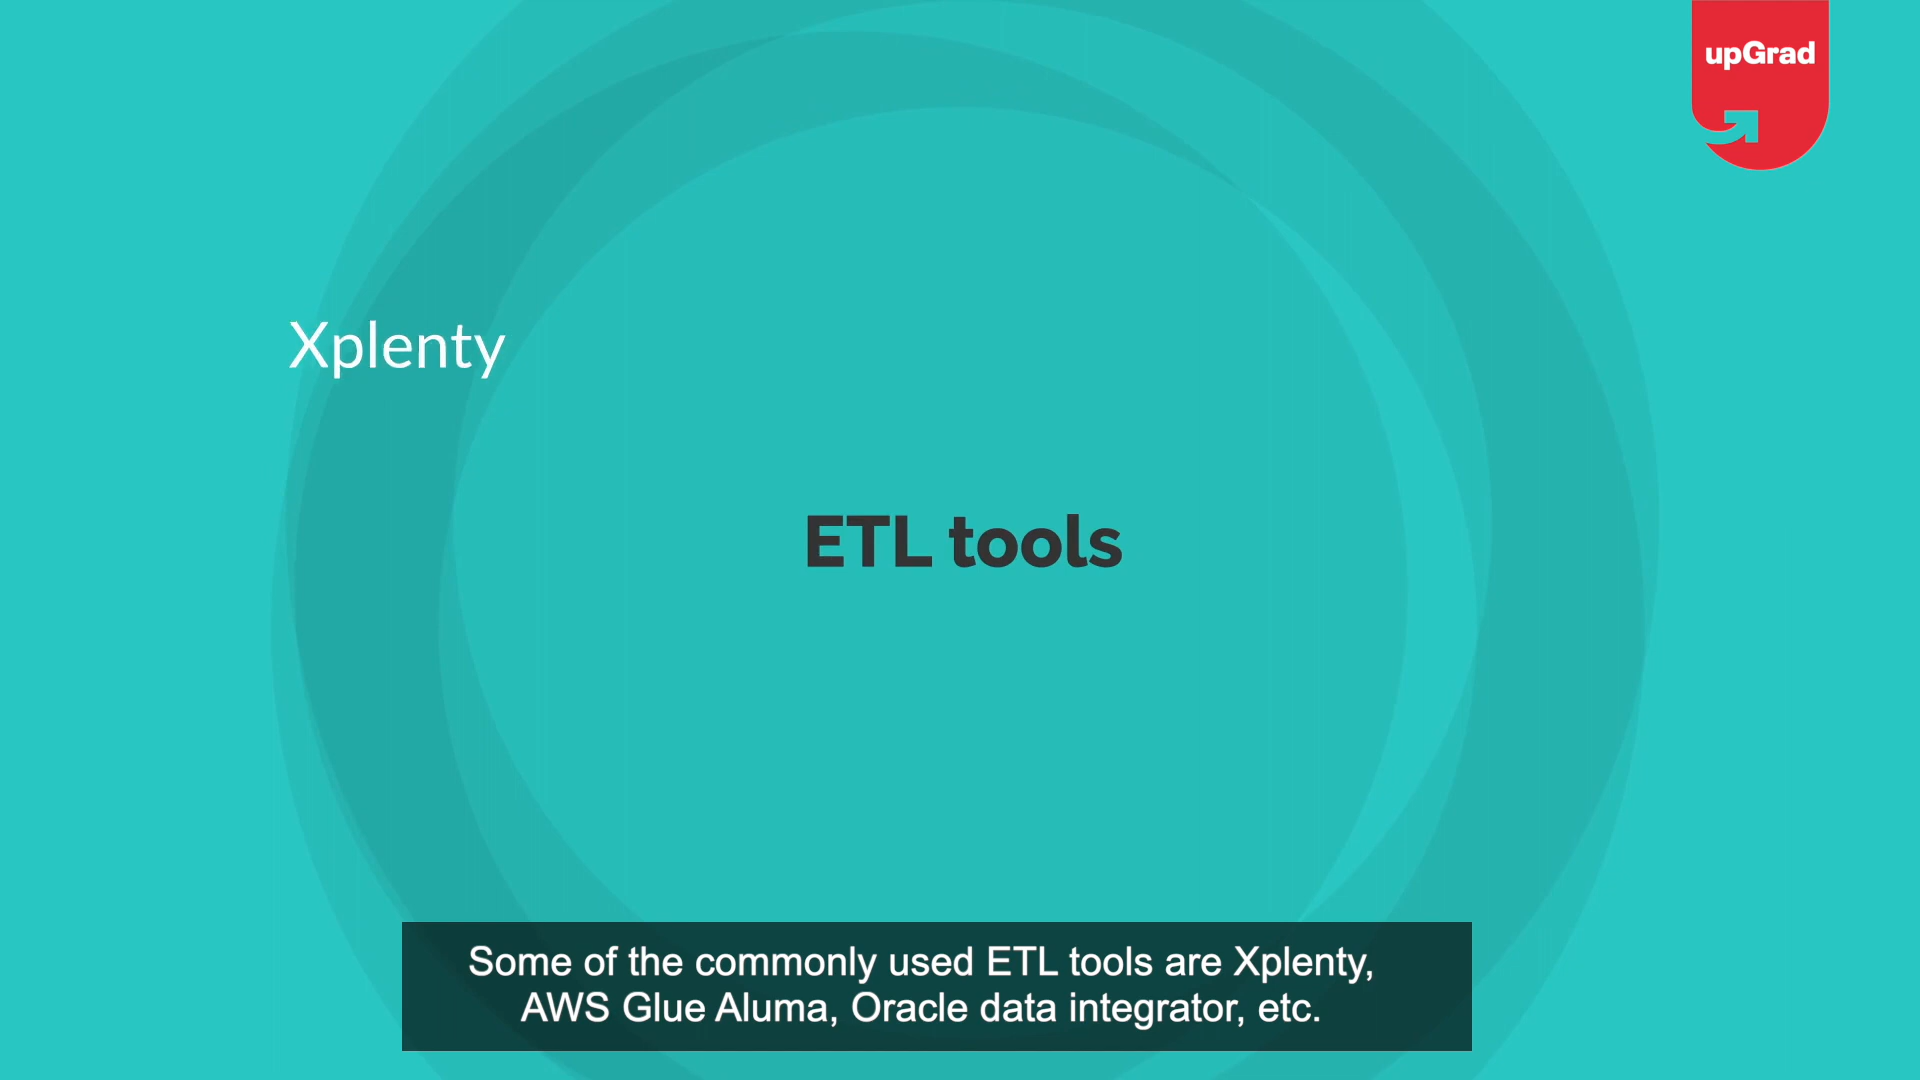 upGrad
Xplenty
ETL tools
Some of the commonly used ETL tools are Xplenty,
AWS Glue Aluma, Oracle data integrator, etc.